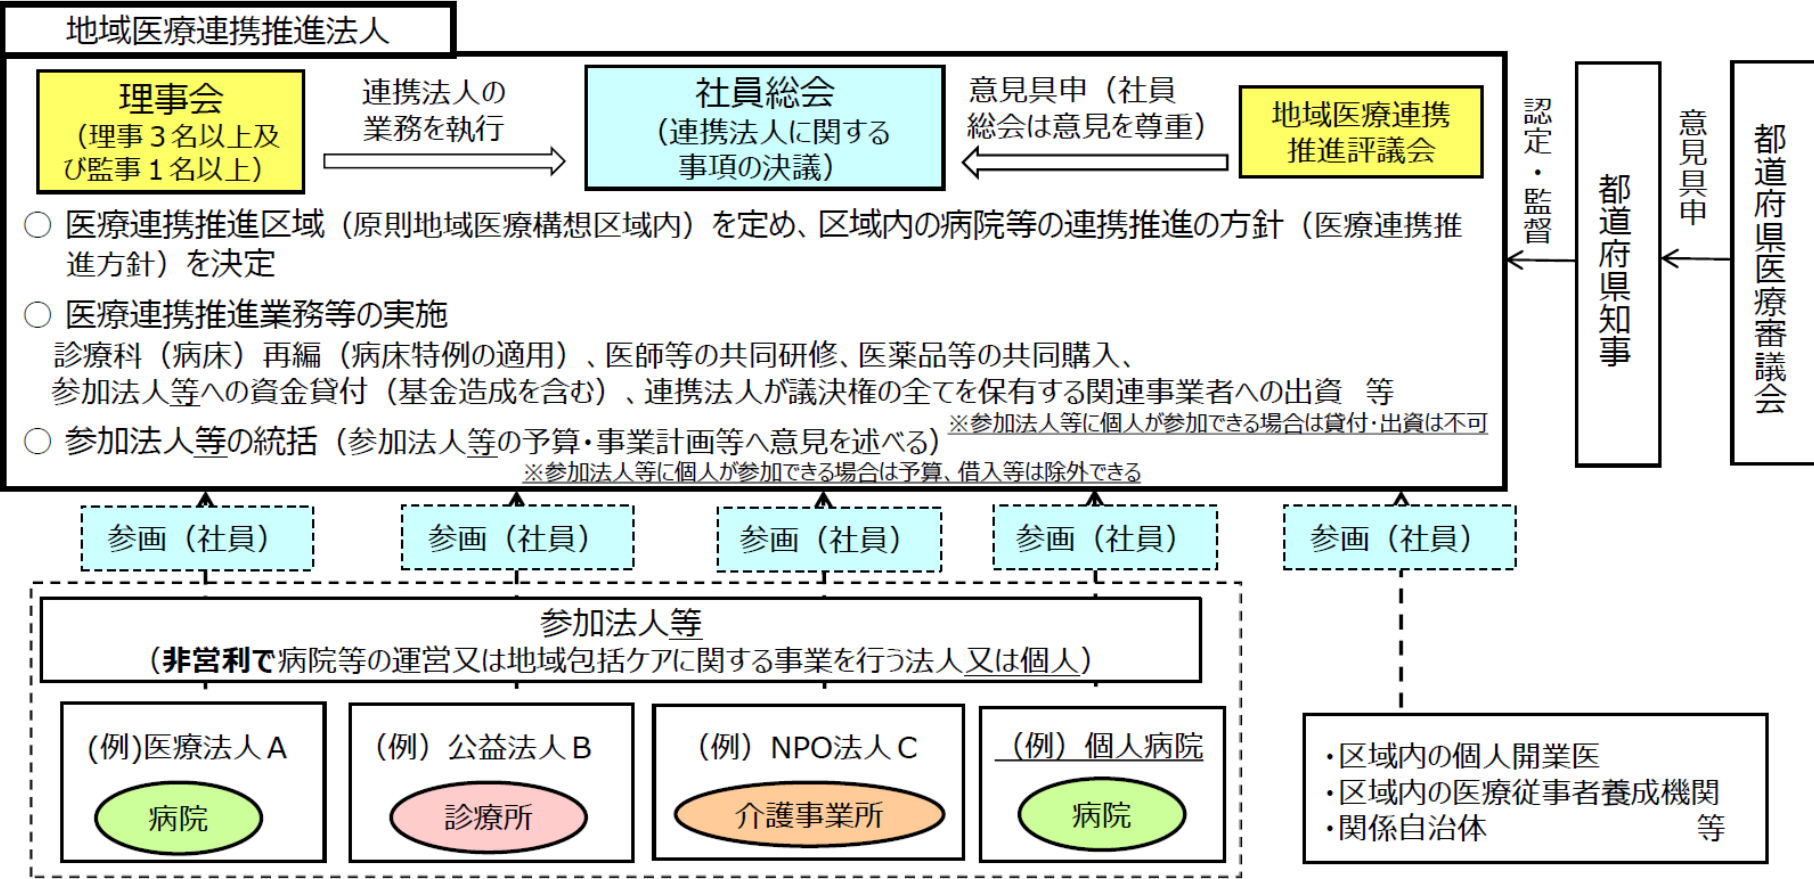 地域医療連携推進法人
理事会
（理事３名以上及
び監事１名以上）
連携法人の
業務を執行
社員総会
（連携法人に関する
事項の決議）
意見具申（社員
総会は意見を尊重）
地域医療連携
推進評議会
○ 医療連携推進区域（原則地域医療構想区域内）を定め、区域内の病院等の連携推進の方針（医療連携推
進方針）を決定
○ 医療連携推進業務等の実施
診療科（病床）再編（病床特例の適用）、医師等の共同研修、医薬品等の共同購入、
参加法人等への資金貸付（基金造成を含む）、連携法人が議決権の全てを保有する関連事業者への出資 等
※参加法人等に個人が参加できる場合は貸付・出資は不可
○ 参加法人等の統括（参加法人等の予算・事業計画等へ意見を述べる）
※参加法人等に個人が参加できる場合は予算、借入等は除外できる
認定・監督
都道府県知事
意見具申
都道府県医療審議会
参画（社員）
参画（社員）
参画（社員）
参画（社員）
参画（社員）
参加法人等
（非営利で病院等の運営又は地域包括ケアに関する事業を行う法人又は個人）
(例)医療法人Ａ
病院
（例）公益法人Ｂ
診療所
（例）NPO法人Ｃ
介護事業所
（例）個人病院
病院
・区域内の個人開業医
・区域内の医療従事者養成機関
・関係自治体 等